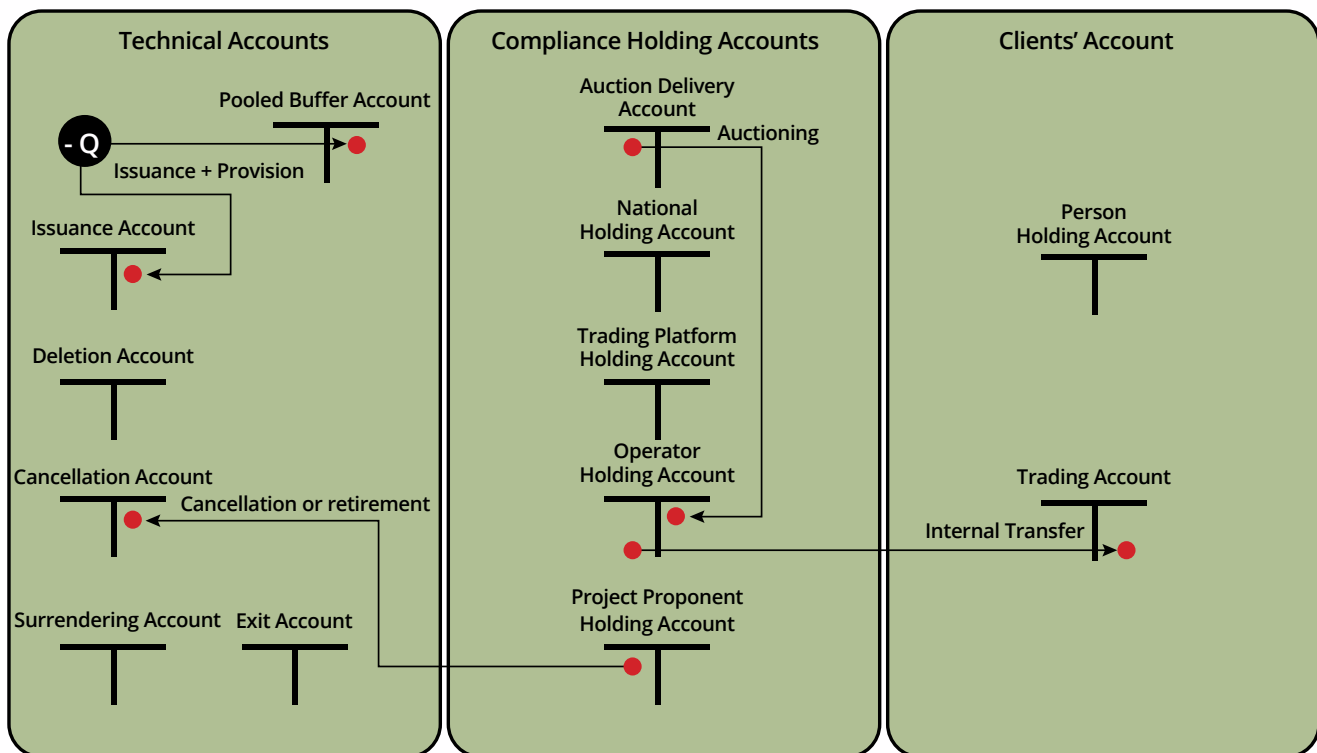 Technical Accounts
Pooled Buffer Account
- Q
Issuance + Provision
Issuance Account
Deletion Account
Cancellation Account
Cancellation or retirement
Surrendering Account
Exit Account
Compliance Holding Accounts
Auction Delivery
Account
Auctioning
National
Holding Account
Trading Platform
Holding Account
Operator
Holding Account
Project Proponent
Holding Account
Clients’ Account
Person
Holding Account
Trading Account
Internal Transfer